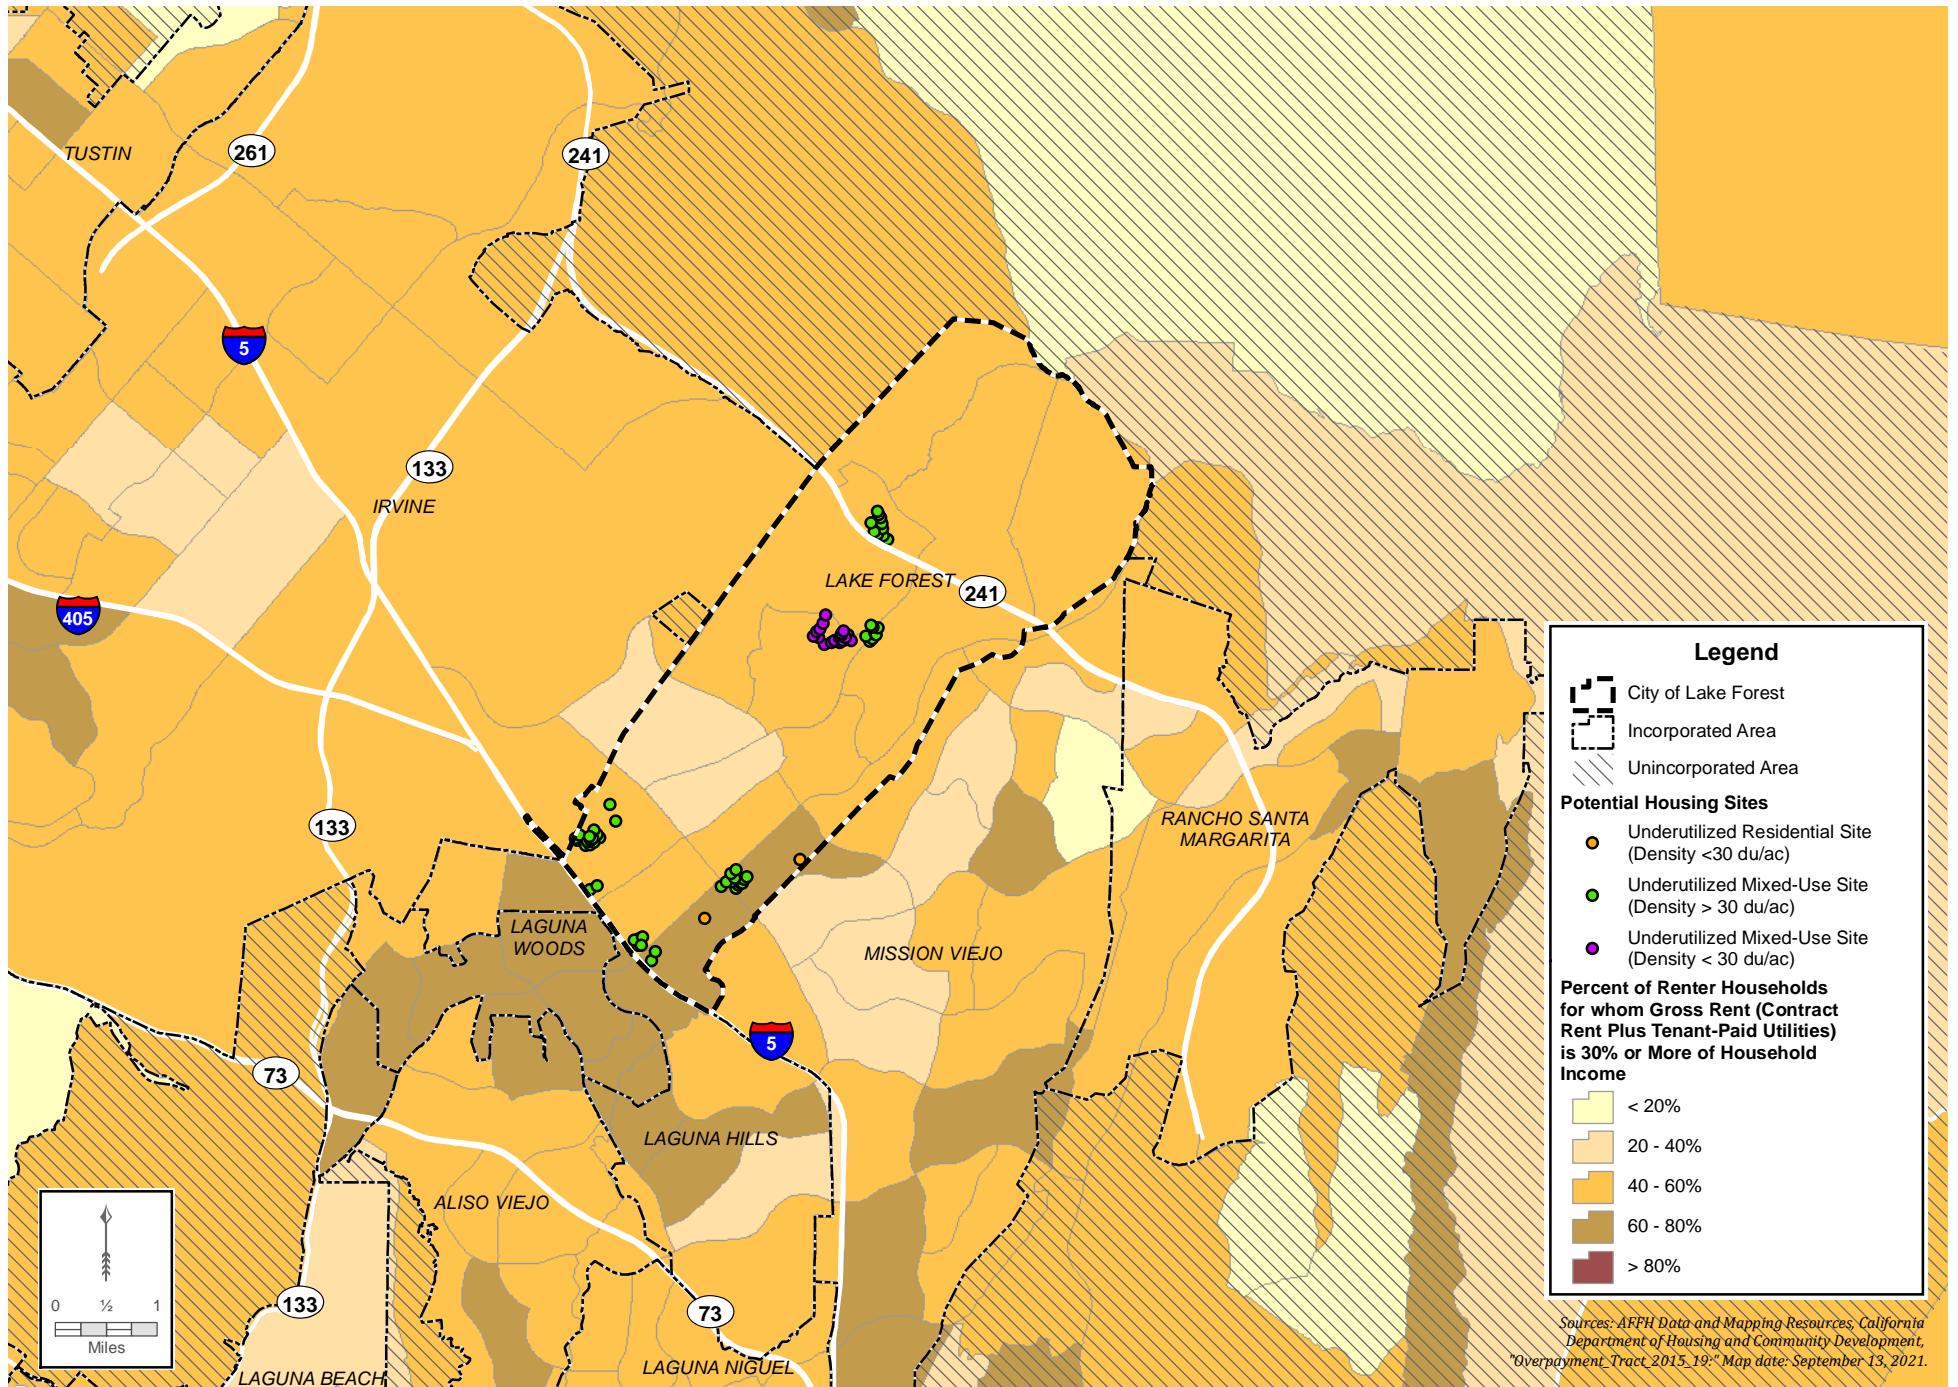 TUSTIN
261
241
5
133
IRVINE
405
LAKE FOREST
241
133
RANCHO SANTA
MARGARITA
LAGUNA
WOODS
MISSION VIEJO
5
73
LAGUNA HILLS
ALISO VIEJO
133
73
LAGUNA NIGUEL
LAGUNA BEACH
0 ½ 1
Miles
Legend
City of Lake Forest
Incorporated Area
Unincorporated Area
Potential Housing Sites
Underutilized Residential Site
(Density <30 du/ac)
Underutilized Mixed-Use Site
(Density > 30 du/ac)
Underutilized Mixed-Use Site
(Density < 30 du/ac)
Percent of Renter Households
for whom Gross Rent (Contract
Rent Plus Tenant-Paid Utilities)
is 30% or More of Household
Income
< 20%
20 - 40%
40 - 60%
60 - 80%
> 80%
Sources: AFFH Data and Mapping Resources, California
Department of Housing and Community Development,
"Overpayment_Tract_2015_19:" Map date: September 13, 2021.